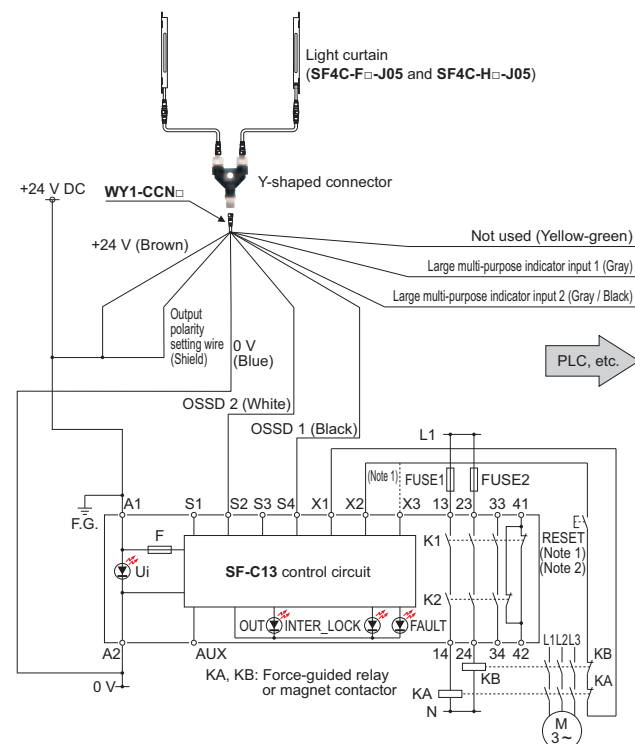 Light curtain
(SF4C-F□-J05 and SF4C-H□-J05)
Y-shaped connector
+24 V DC
WY1-CCN□
+24 V (Brown)
Not used (Yellow-green)
Large multi-purpose indicator input 1 (Gray)
Large multi-purpose indicator input 2 (Gray / Black)
Output
polarity
setting wire
(Shield)
0 V
(Blue)
PLC, etc.
OSSD 2 (White)
OSSD 1 (Black)
L1
(Note 1)
FUSE1
FUSE2
A1 S1 S2 S3 S4 X1 X2 X3 13 23 33 41
F.G.
F
K1
RESET
(Note 1)
(Note 2)
Ui
SF-C13 control circuit
K2
OUT INTER_LOCK FAULT
L1 L2 L3
A2 AUX 14 24 34 42
KB
KA, KB: Force-guided relay
or magnet contactor
KB
KA
0 V
KA
N
M
3~